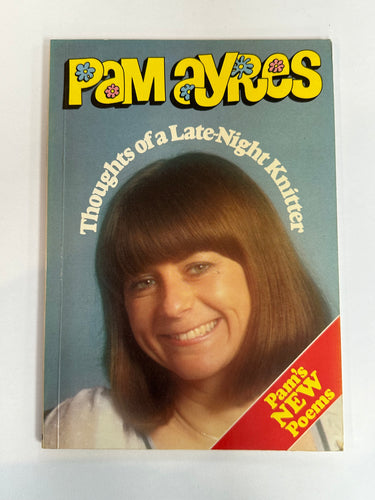 PAM AYRES
Thoughts of a Late-Night Knitter
Pam's
NEW
Poems